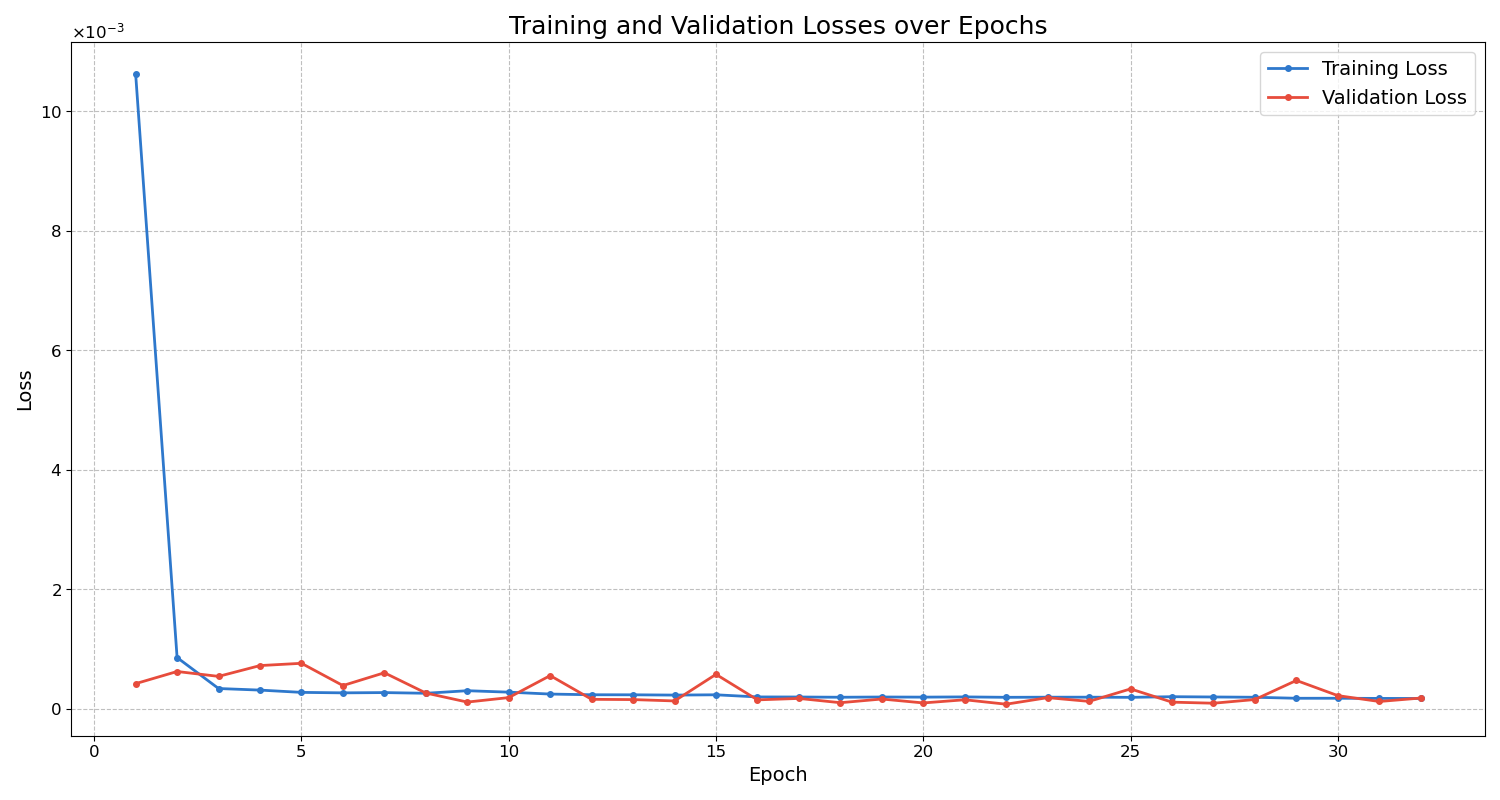 Training and Validation Losses over Epochs
×10⁻³
Training Loss
Validation Loss
10
8
6
4
2
0
Loss
0 5 10 15 20 25 30
Epoch